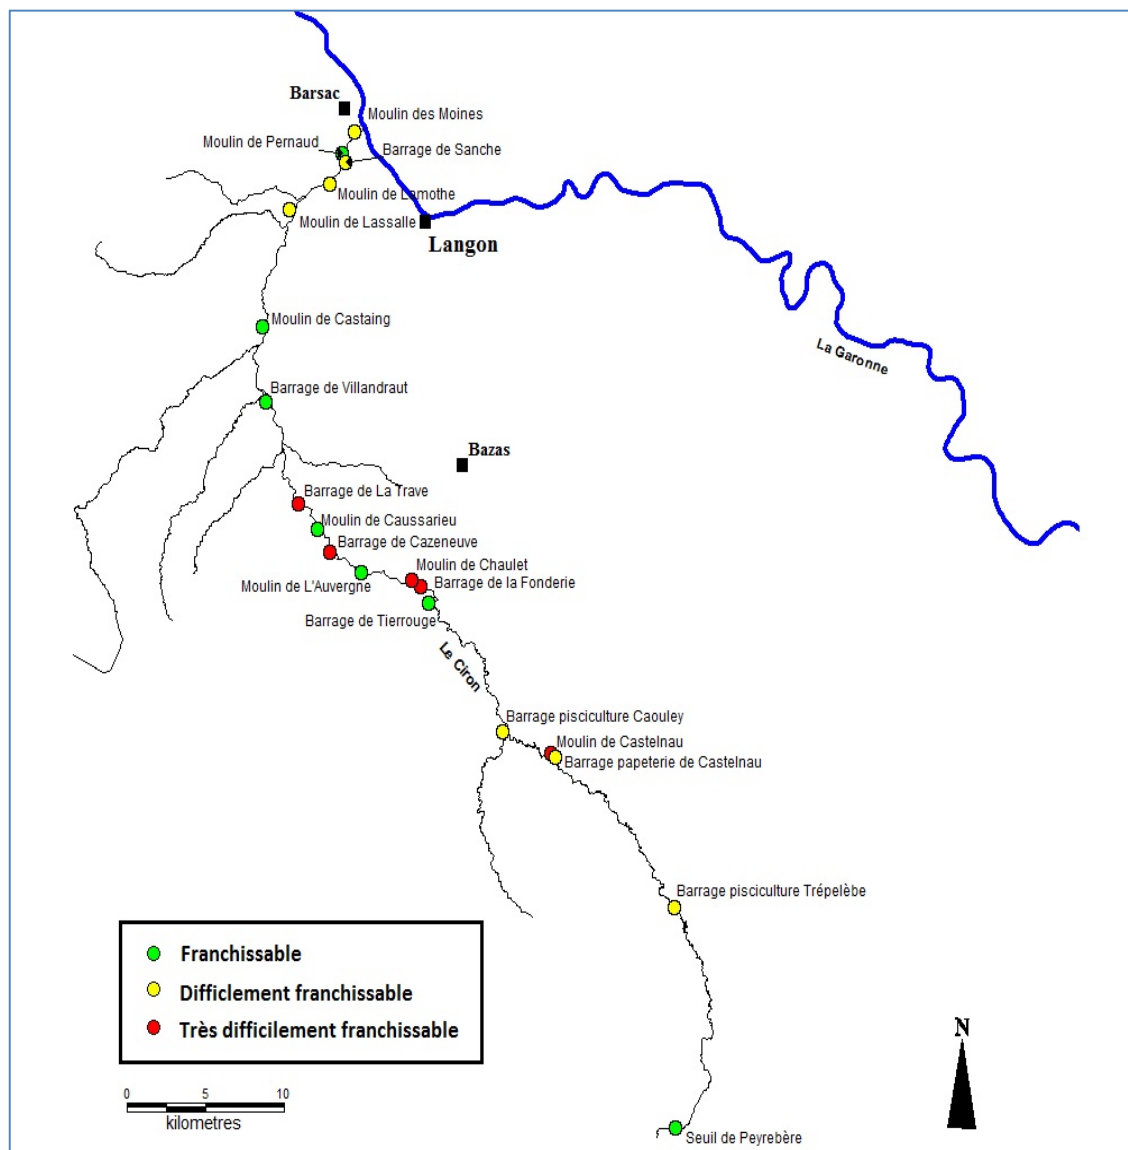 Barsac
Moulin des Moines
Moulin de Pernaud
Barrage de Sanche
Moulin de Lamothe
Moulin de Lassalle
Langon
Moulin de Castaing
La Garonne
Barrage de Villandraut
Bazas
Barrage de La Trave
Moulin de Caussarieu
Barrage de Cazeneuve
Moulin de Chaulet
Moulin de L'Auvergne
Barrage de la Fonderie
Barrage de Tierrouge
Le Ciron
Barrage pisciculture Caouley
Moulin de Castelnau
Barrage papeterie de Castelnau
Barrage pisciculture Trépelèbe
Franchissable
Difficlement franchissable
Très difficilement franchissable
N
0 5 10
kilometres
Seuil de Peyrebère